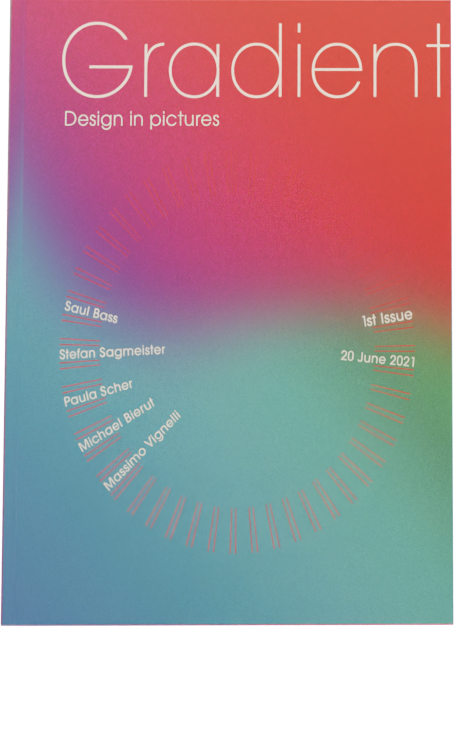 Gradient
Design in pictures
Saul Bass
Stefan Sagmeister
Paula Scher
Michael Bierut
Massimo Vignelli
1st Issue
20 June 2021